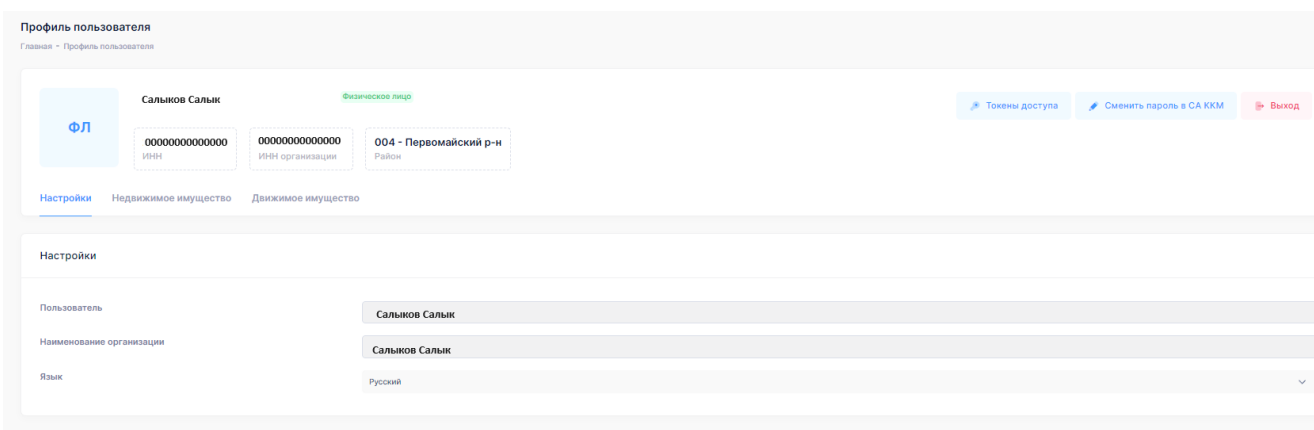 Профиль пользователя
Главная - Профиль пользователя
ФЛ
Салыков Салык
Физическое лицо
Токены доступа
Сменить пароль в СА ККМ
Выход
00000000000000
ИНН
00000000000000
ИНН организации
004 - Первомайский р-н
Район
Настройки
Недвижимое имущество
Движимое имущество
Настройки
Пользователь
Салыков Салык
Наименование организации
Салыков Салык
Язык
Русский